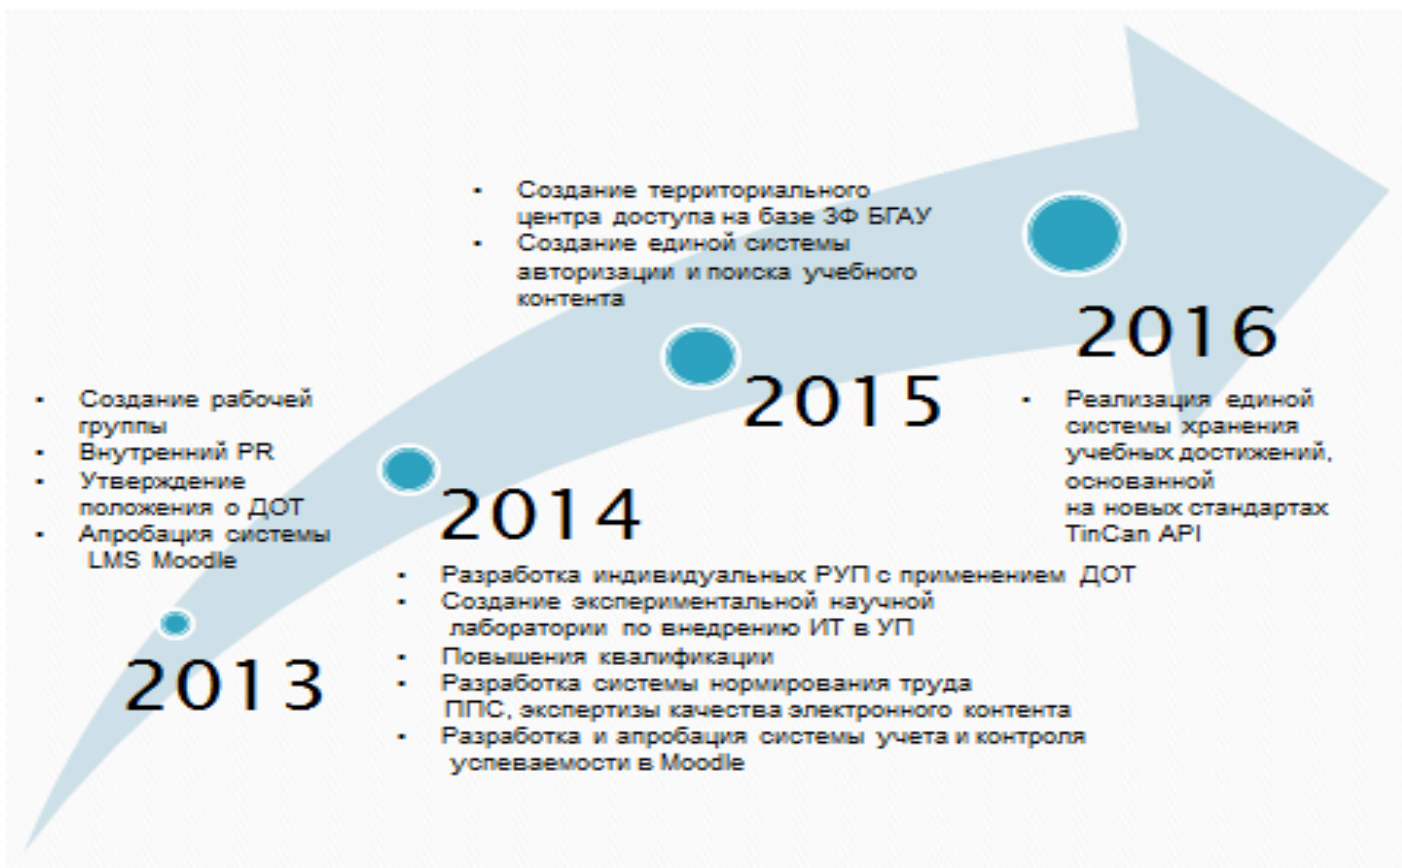 • Создание рабочей
группы
• Внутренний PR
• Утверждение
положения о ДОТ
• Апробация системы
LMS Moodle
2013
2014
• Разработка индивидуальных РУП с применением ДОТ
• Создание экспериментальной научной
лаборатории по внедрению ИТ в УП
• Повышения квалификации
• Разработка системы нормирования труда
ППС, экспертизы качества электронного контента
• Разработка и апробация системы учета и контроля
успеваемости в Moodle
• Создание территориального
центра доступа на базе ЗФ БГАУ
• Создание единой системы
авторизации и поиска учебного
контента
2015
2016
• Реализация единой
системы хранения
учебных достижений,
основанной
на новых стандартах
TinCan API